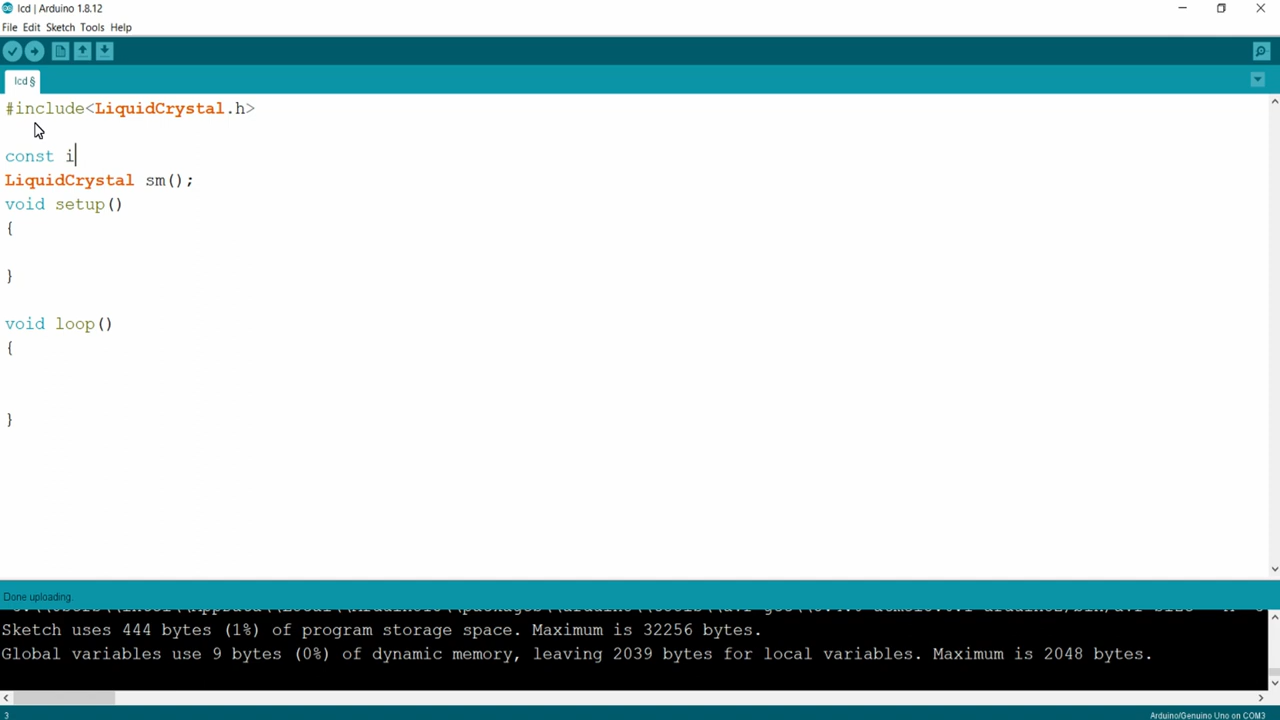 lcd | Arduino 1.8.12
File Edit Sketch Tools Help
lcd §
#include<LiquidCrystal.h>
const i
LiquidCrystal sm();
void setup()
{
}
void loop()
{
}
Done uploading.
Sketch uses 444 bytes (1%) of program storage space. Maximum is 32256 bytes.
Global variables use 9 bytes (0%) of dynamic memory, leaving 2039 bytes for local variables. Maximum is 2048 bytes.
3
Arduino/Genuino Uno on COM3